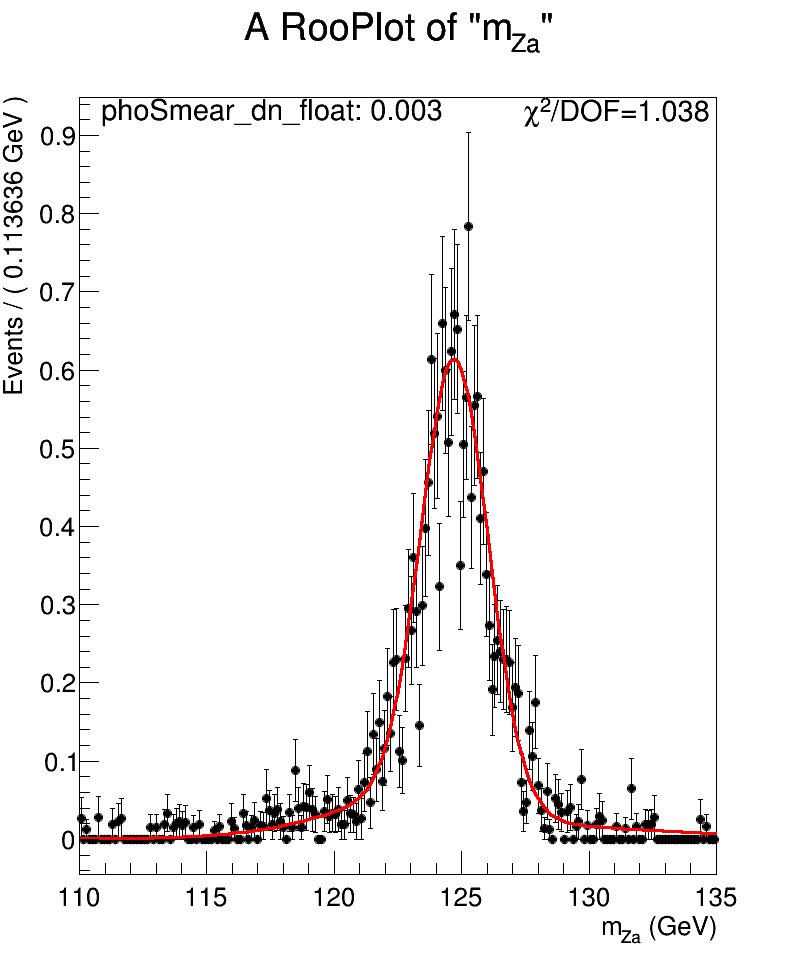 A RooPlot of "m_Za"
phoSmear_dn_float: 0.003
χ²/DOF=1.038
Events / ( 0.113636 GeV )
0.9
0.8
0.7
0.6
0.5
0.4
0.3
0.2
0.1
0
110 115 120 125 130 135
m_Za (GeV)